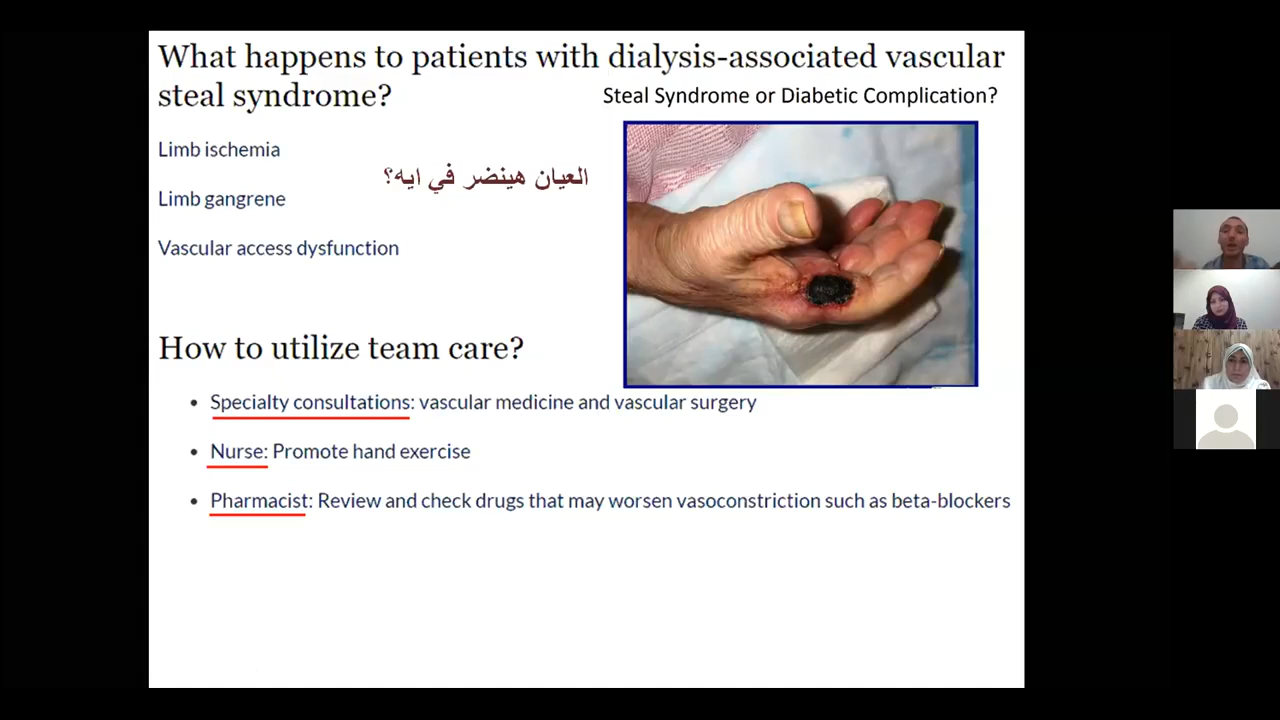 What happens to patients with dialysis-associated vascular
steal syndrome?
Steal Syndrome or Diabetic Complication?
Limb ischemia
العيان هينضر في ايه؟
Limb gangrene
Vascular access dysfunction
How to utilize team care?
• Specialty consultations: vascular medicine and vascular surgery
• Nurse: Promote hand exercise
• Pharmacist: Review and check drugs that may worsen vasoconstriction such as beta-blockers